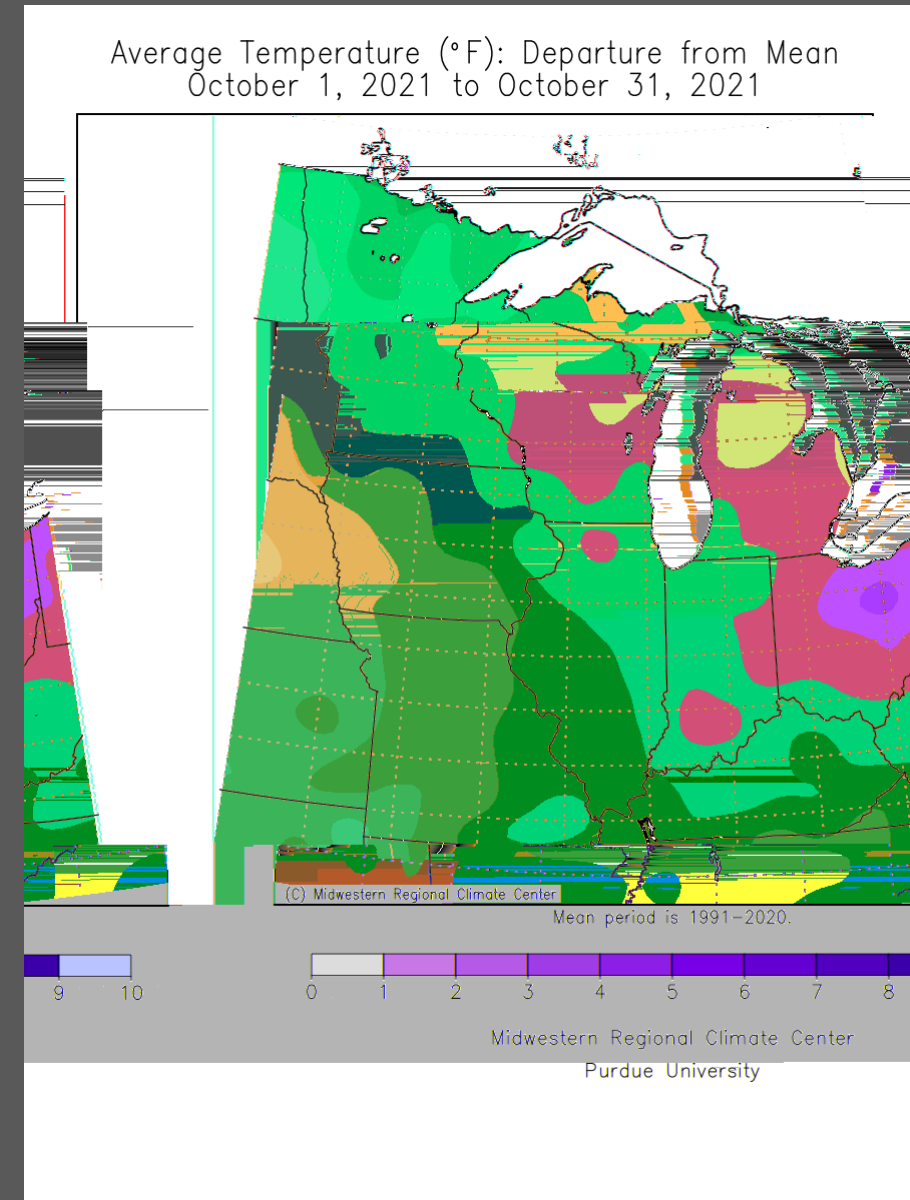 Average Temperature (°F): Departure from Mean
October 1, 2021 to October 31, 2021
(C) Midwestern Regional Climate Center
Mean period is 1991-2020.
9 10 0 1 2 3 4 5 6 7 8
Midwestern Regional Climate Center
Purdue University